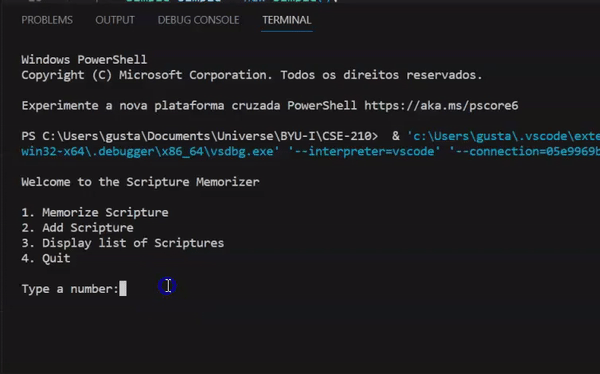 PROBLEMS OUTPUT DEBUG CONSOLE TERMINAL
Windows PowerShell
Copyright (C) Microsoft Corporation. Todos os direitos reservados.
Experimente a nova plataforma cruzada PowerShell https://aka.ms/pscore6
PS C:\Users\gusta\Documents\Universe\BYU-I\CSE-210> & 'c:\Users\gusta\.vscode\exte
win32-x64\.debugger\x86_64\vsdbg.exe' '--interpreter=vscode' '--connection=05e9969b
Welcome to the Scripture Memorizer
1. Memorize Scripture
2. Add Scripture
3. Display list of Scriptures
4. Quit
Type a number: